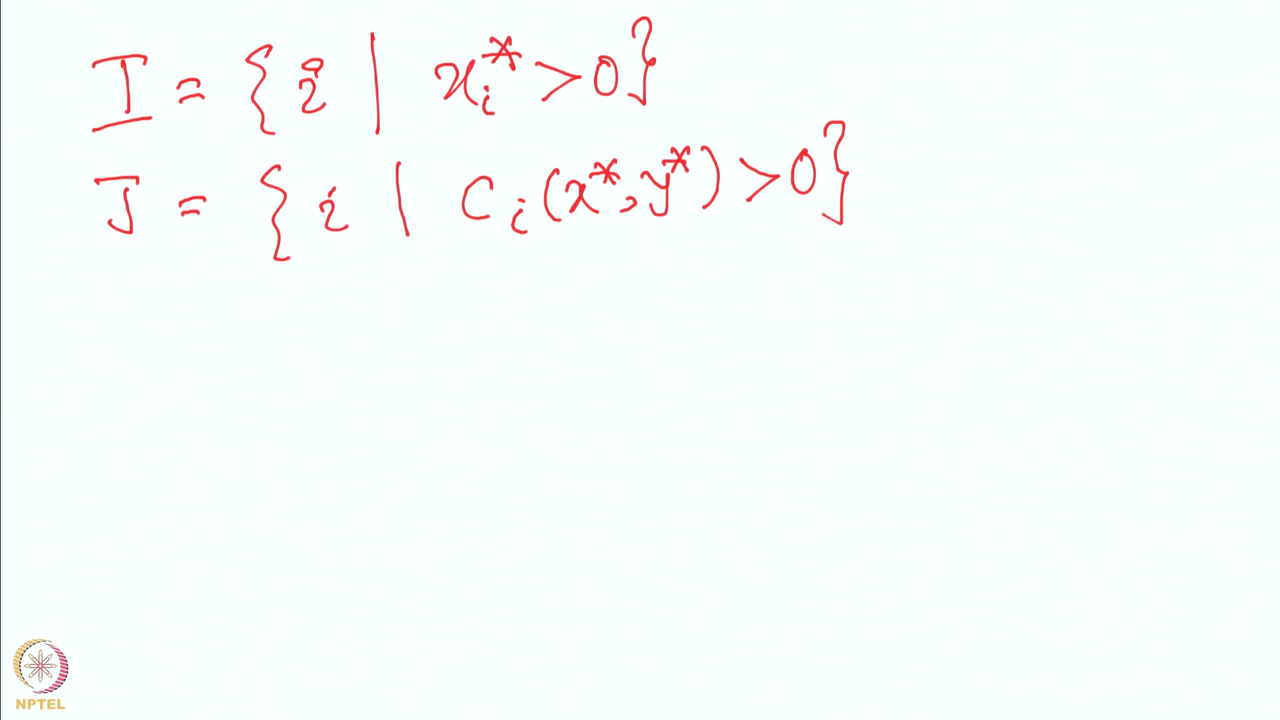 I = { i | x_i^* > 0 }
J = { i | C_i(x^*, y^*) > 0 }
NPTEL